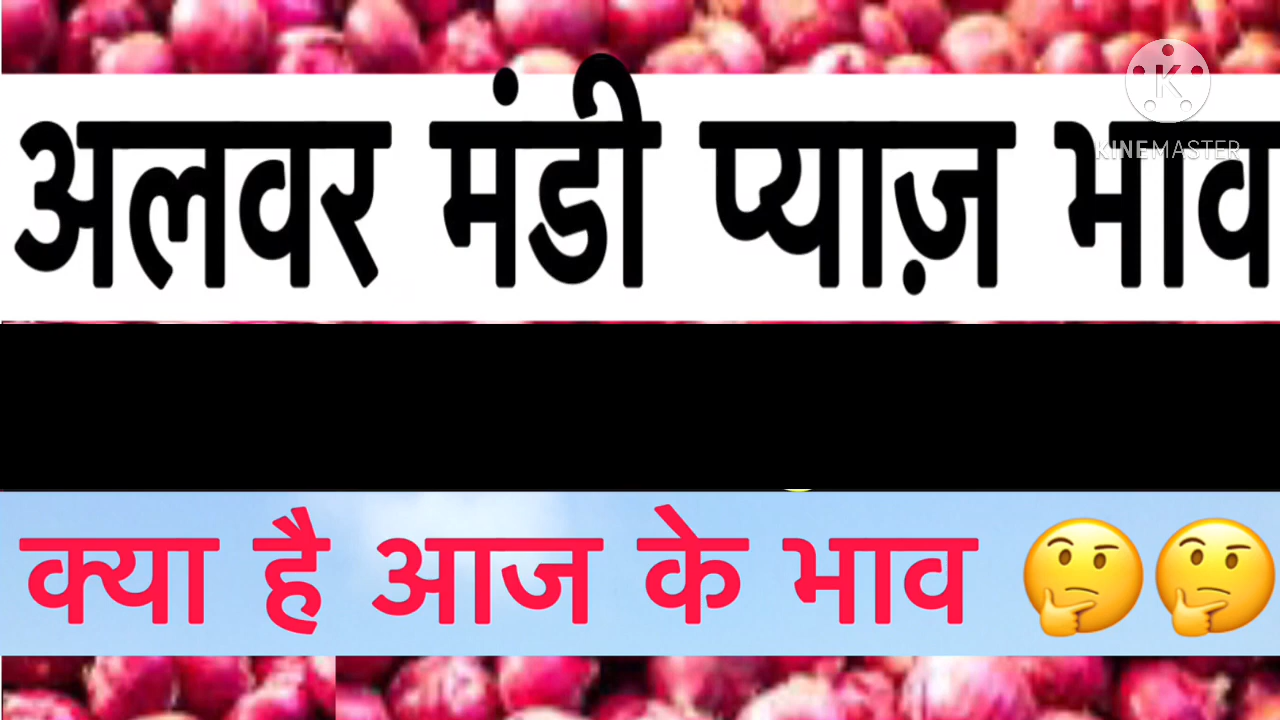 अलवर मंडी प्याज़ भाव
K
KINEMASTER
क्या है आज के भाव 🤔🤔